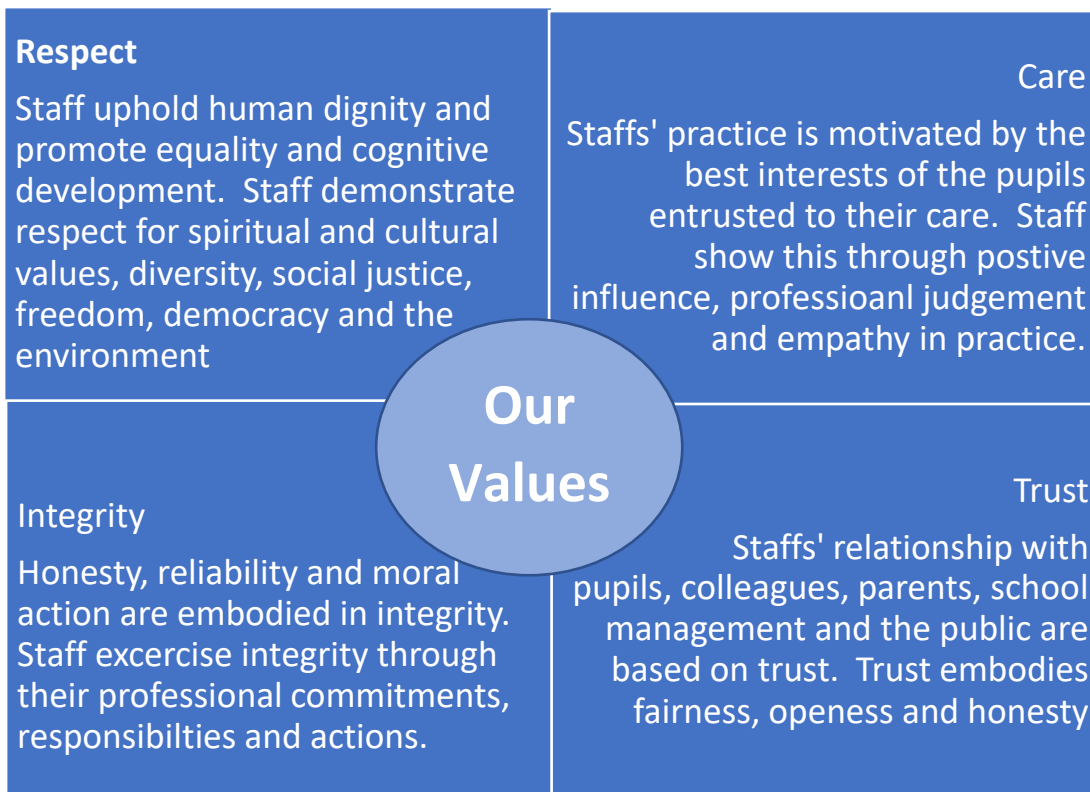 Respect
Staff uphold human dignity and
promote equality and cognitive
development.  Staff demonstrate
respect for spiritual and cultural
values, diversity, social justice,
freedom, democracy and the
environment
Care
Staffs' practice is motivated by the
best interests of the pupils
entrusted to their care.  Staff
show this through postive
influence, professioanl judgement
and empathy in practice.
Our
Values
Integrity
Honesty, reliability and moral
action are embodied in integrity.
Staff excercise integrity through
their professional commitments,
responsibilties and actions.
Trust
Staffs' relationship with
pupils, colleagues, parents, school
management and the public are
based on trust.  Trust embodies
fairness, openess and honesty